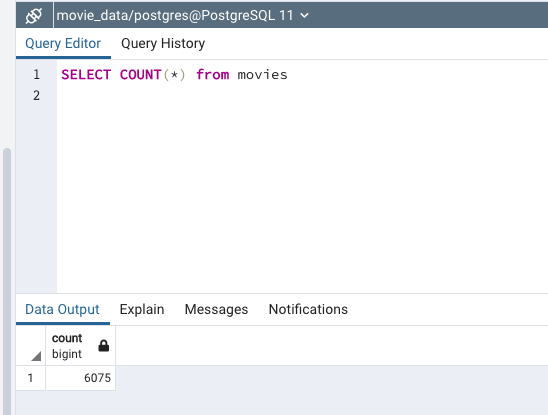 movie_data/postgres@PostgreSQL 11
Query Editor Query History
1 SELECT COUNT(*) from movies
2
Data Output Explain Messages Notifications
count
bigint
1 6075